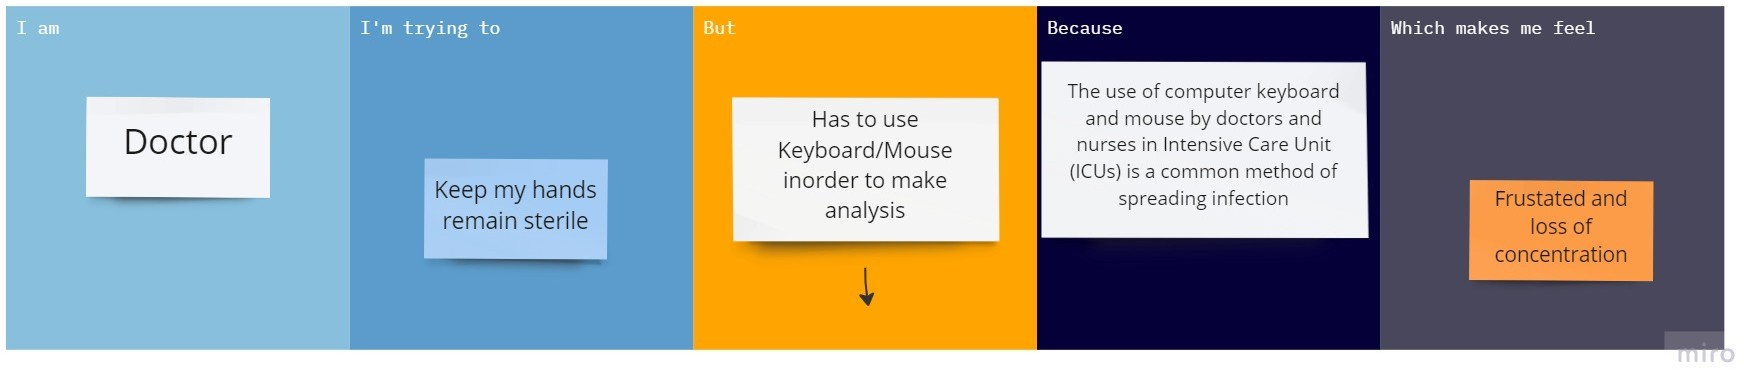 I am
Doctor
I'm trying to
Keep my hands
remain sterile
But
Has to use
Keyboard/Mouse
inorder to make
analysis
Because
The use of computer keyboard
and mouse by doctors and
nurses in Intensive Care Unit
(ICUs) is a common method of
spreading infection
Which makes me feel
Frustated and
loss of
concentration
miro